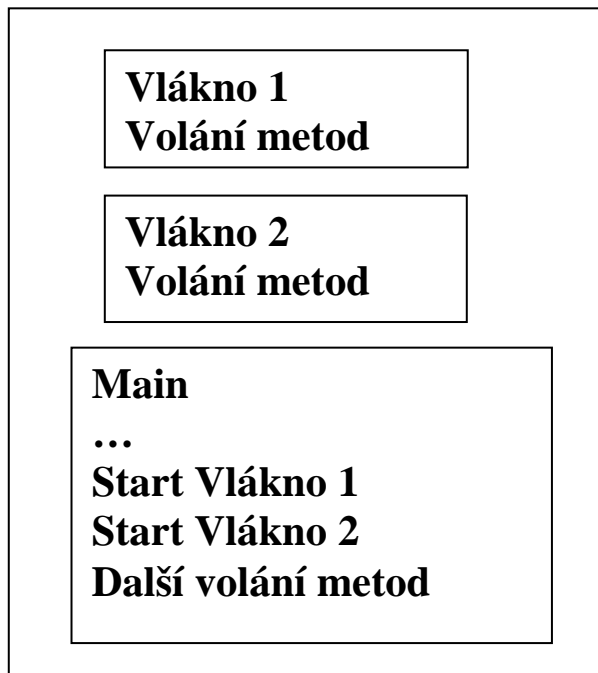 Vlákno 1
Volání metod
Vlákno 2
Volání metod
Main
…
Start Vlákno 1
Start Vlákno 2
Další volání metod